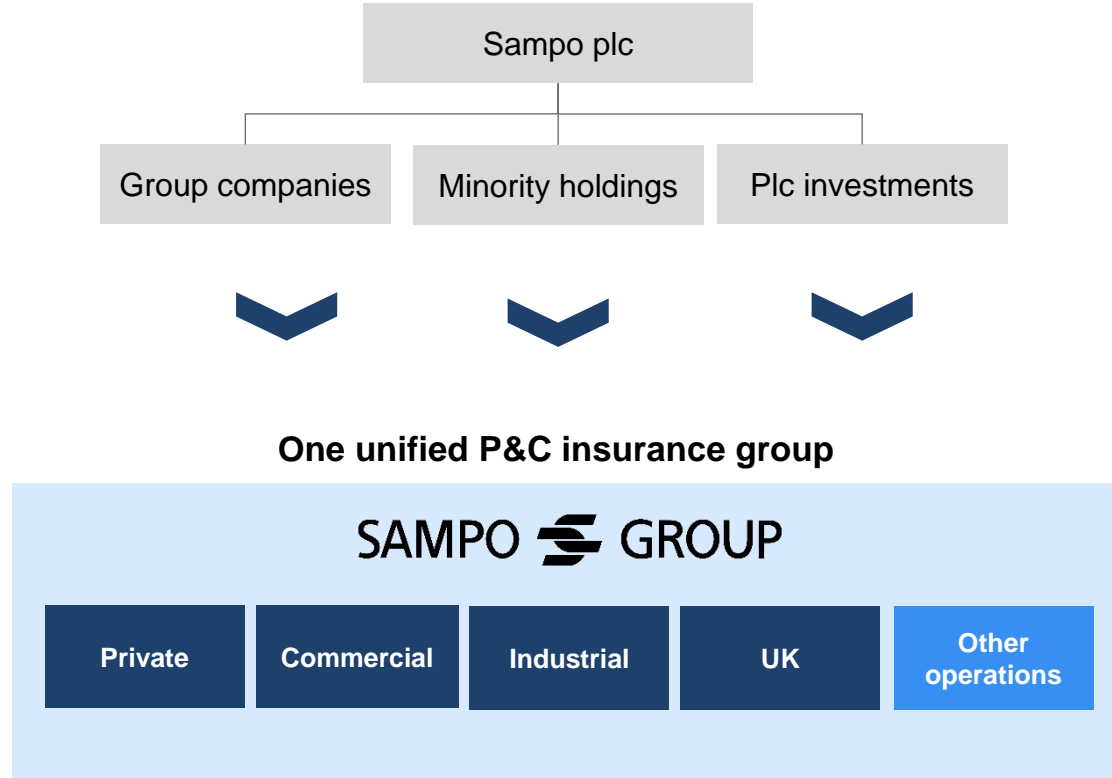 Sampo plc
Group companies
Minority holdings
Plc investments
One unified P&C insurance group
SAMPO GROUP
Private
Commercial
Industrial
UK
Other
operations